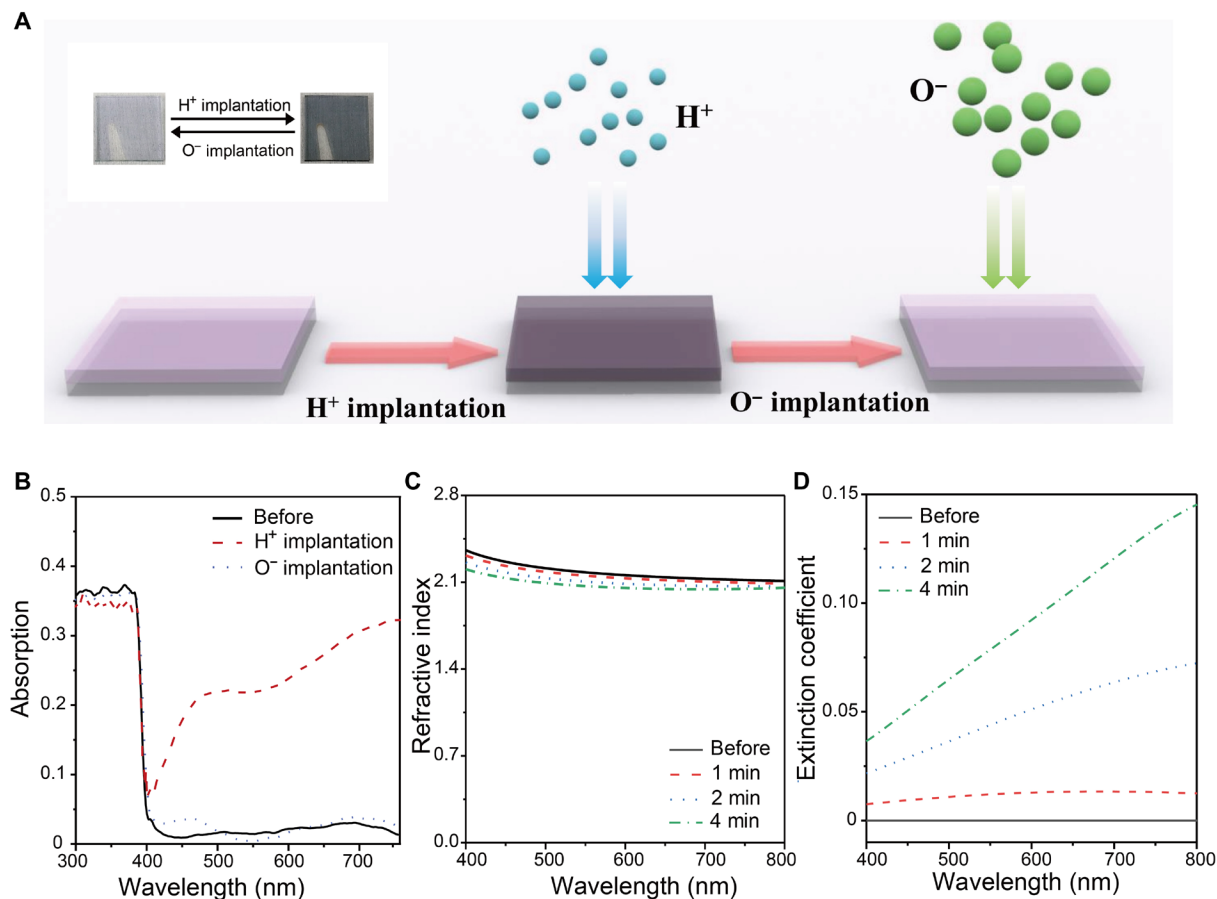 A
H⁺ implantation
O⁻ implantation
H⁺
O⁻
H⁺ implantation
O⁻ implantation
B
0.5
0.4
0.3
0.2
0.1
0
300
400
500
600
700
Absorption
Wavelength (nm)
Before
H⁺ implantation
O⁻ implantation
C
2.8
2.1
1.4
0.7
0.0
400
500
600
700
800
Refractive index
Wavelength (nm)
Before
1 min
2 min
4 min
D
0.15
0.10
0.05
0
400
500
600
700
800
Extinction coefficient
Wavelength (nm)
Before
1 min
2 min
4 min